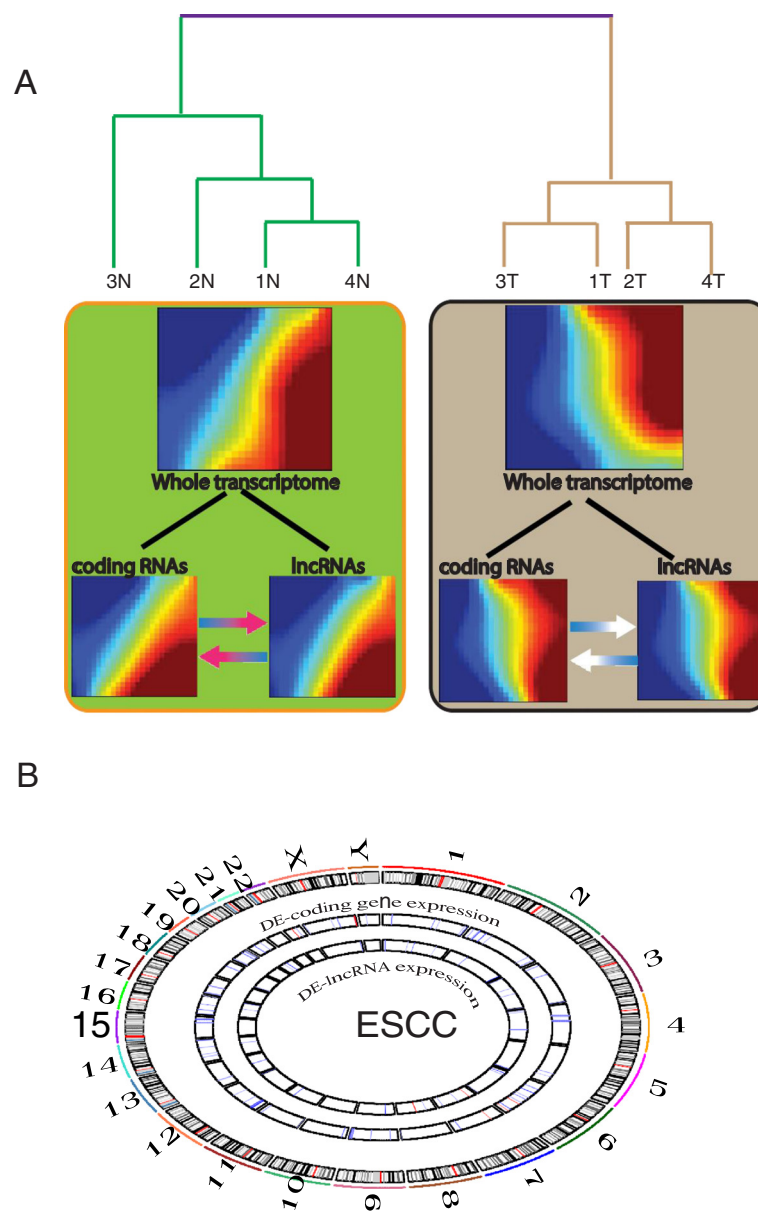 A
3N 2N 1N 4N 3T 1T 2T 4T
Whole transcriptome
coding RNAs lncRNAs
Whole transcriptome
coding RNAs lncRNAs
B
1
2
3
4
5
6
7
8
9
10
11
12
13
14
15
16
17
18
19
20
21
22
X
Y
DE-coding gene expression
DE-lncRNA expression
ESCC